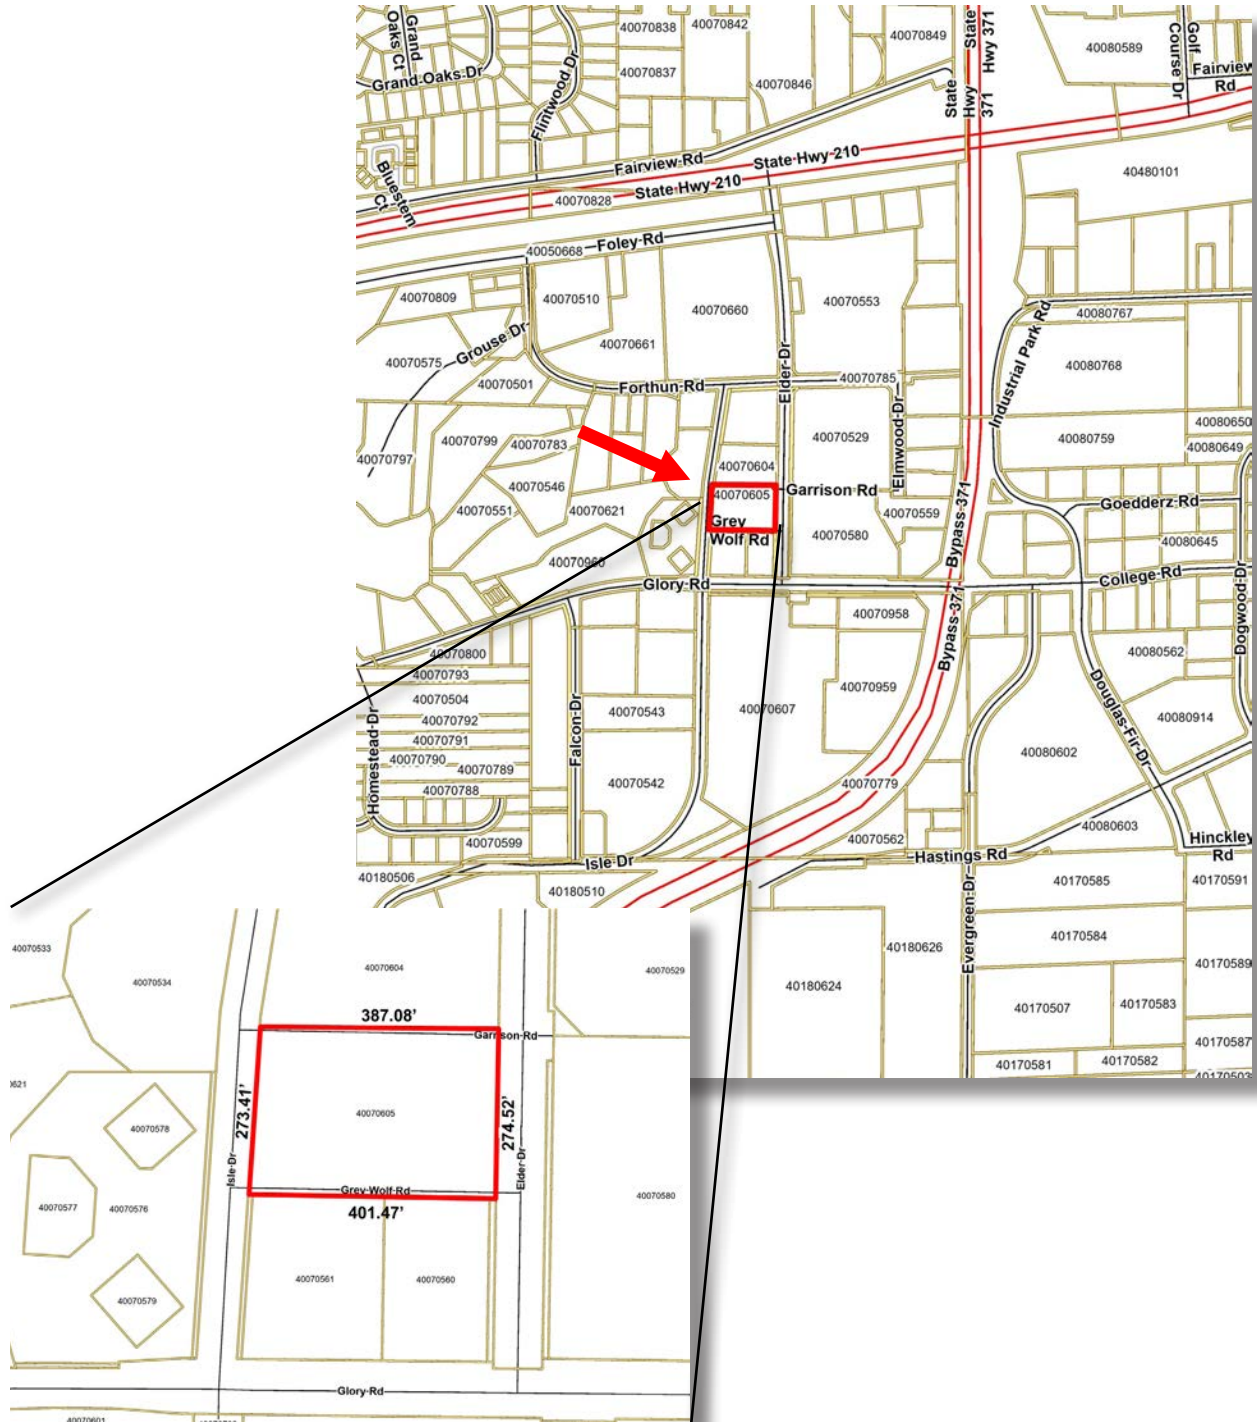 Grand
Oaks Ct
Grand Oaks Dr
Flintwood Dr
40070838
40070842
40070849
State
Hwy 371
State
Hwy
371
40080589
Golf
Course Dr
Fairview
Rd
40070837
40070846
Bluestem
Ct
Fairview Rd
State Hwy 210
State Hwy 210
40070828
40480101
40050668
Foley Rd
40070809
40070510
40070660
40070553
Industrial Park Rd
40080767
Grouse Dr
40070575
40070661
Elder Dr
40080768
40070501
Forthun Rd
40070785
Elmwood Dr
40080650
40070799
40070783
40070529
40080759
40080649
40070797
40070604
40070546
40070605
Garrison Rd
Goedderz Rd
40070551
40070621
Grey
Wolf Rd
40070559
40070580
Bypass 371
40080645
40070960
Glory Rd
College Rd
Dogwood Dr
40070958
Bypass 371
40070800
40070793
40080562
40070504
40070959
40070792
40070543
40070607
Douglas Fir Dr
40080914
40070791
Falcon Dr
40070790
40070789
40080602
Homestead Dr
40070788
40070542
40070779
40080603
40070599
40070562
Hinckley
Rd
Isle Dr
Hastings Rd
40180506
40180510
40170585
40170591
Evergreen Dr
40180626
40170584
40170589
40180624
40170507
40170583
40170587
40170581
40170582
40170503
40070533
40070604
40070529
40070534
387.08'
Garrison Rd
273.41'
40070605
274.52'
40070578
Isle Dr
Elder Dr
Grey Wolf Rd
401.47'
40070577
40070576
40070580
40070561
40070560
40070579
Glory Rd
40070601